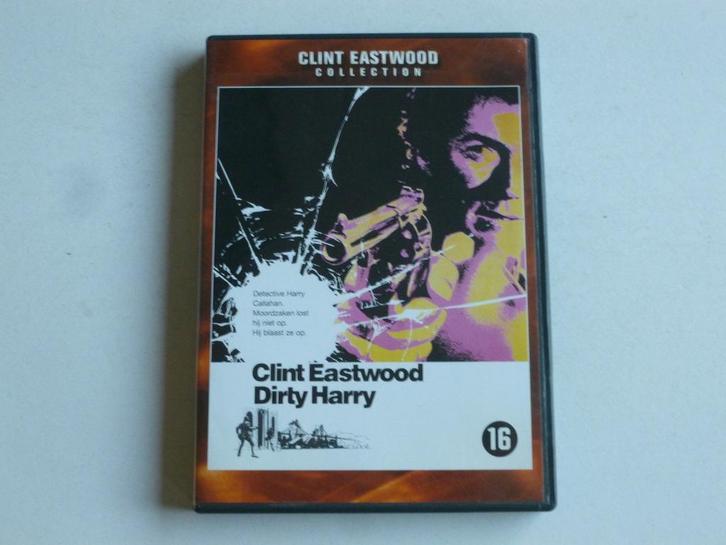 CLINT EASTWOOD
COLLECTION
Detective Harry
Callahan.
Moordzaken lost
hij niet op.
Hij blaast ze op.
Clint Eastwood
Dirty Harry
16